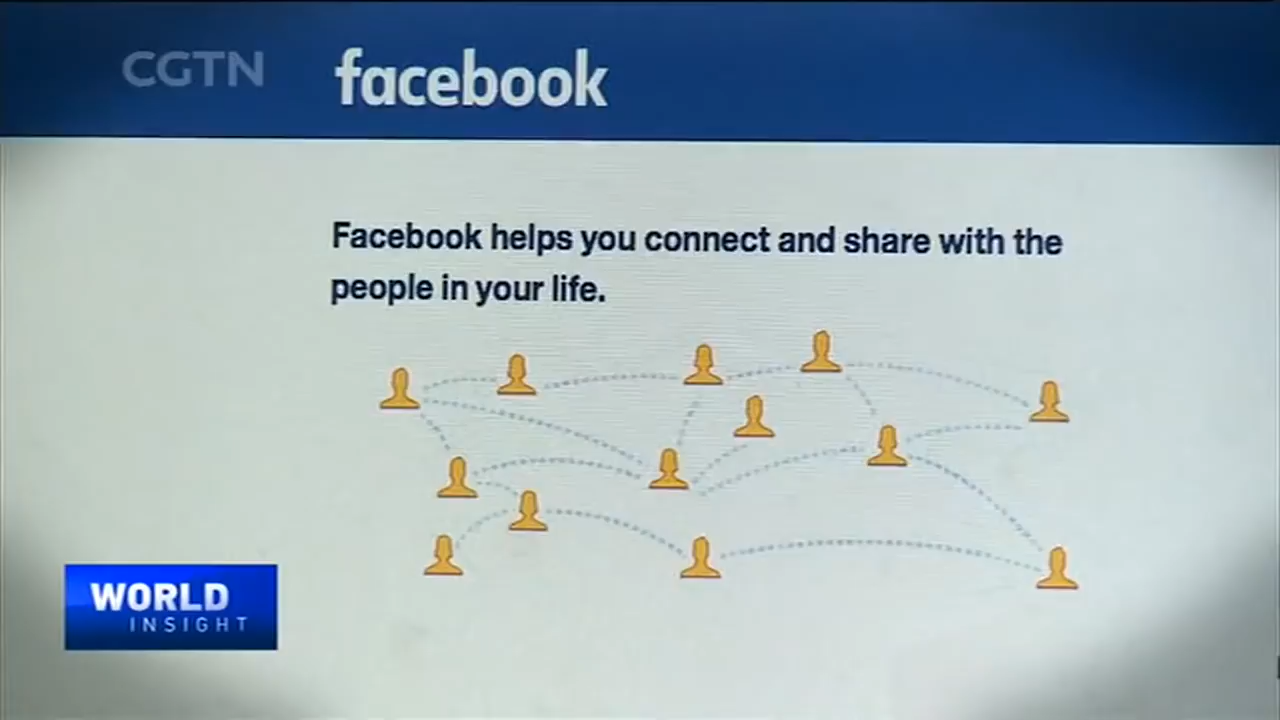 CGTN
facebook
Facebook helps you connect and share with the
people in your life.
WORLD
INSIGHT